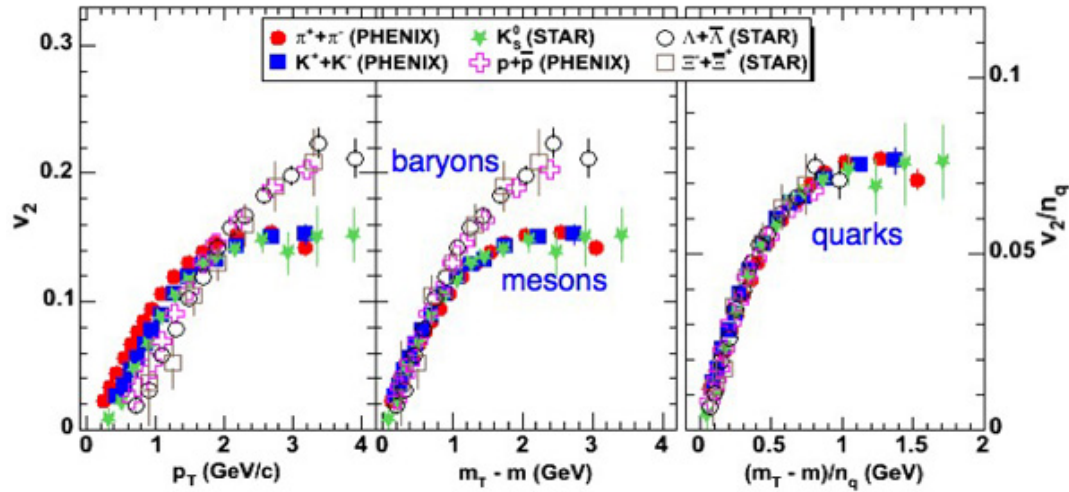 π⁺+π⁻ (PHENIX) K⁰_S (STAR) Λ+Λ̅ (STAR)
K⁺+K⁻ (PHENIX) p+p̅ (PHENIX) Ξ⁻+Ξ̅⁺ (STAR)
0.3
0.2
0.1
0
v₂
baryons
mesons
quarks
0.1
0.05
0
v₂/n_q
0 1 2 3 4 0 1 2 3 4 0 0.5 1 1.5 2
p_T (GeV/c) m_T - m (GeV) (m_T - m)/n_q (GeV)